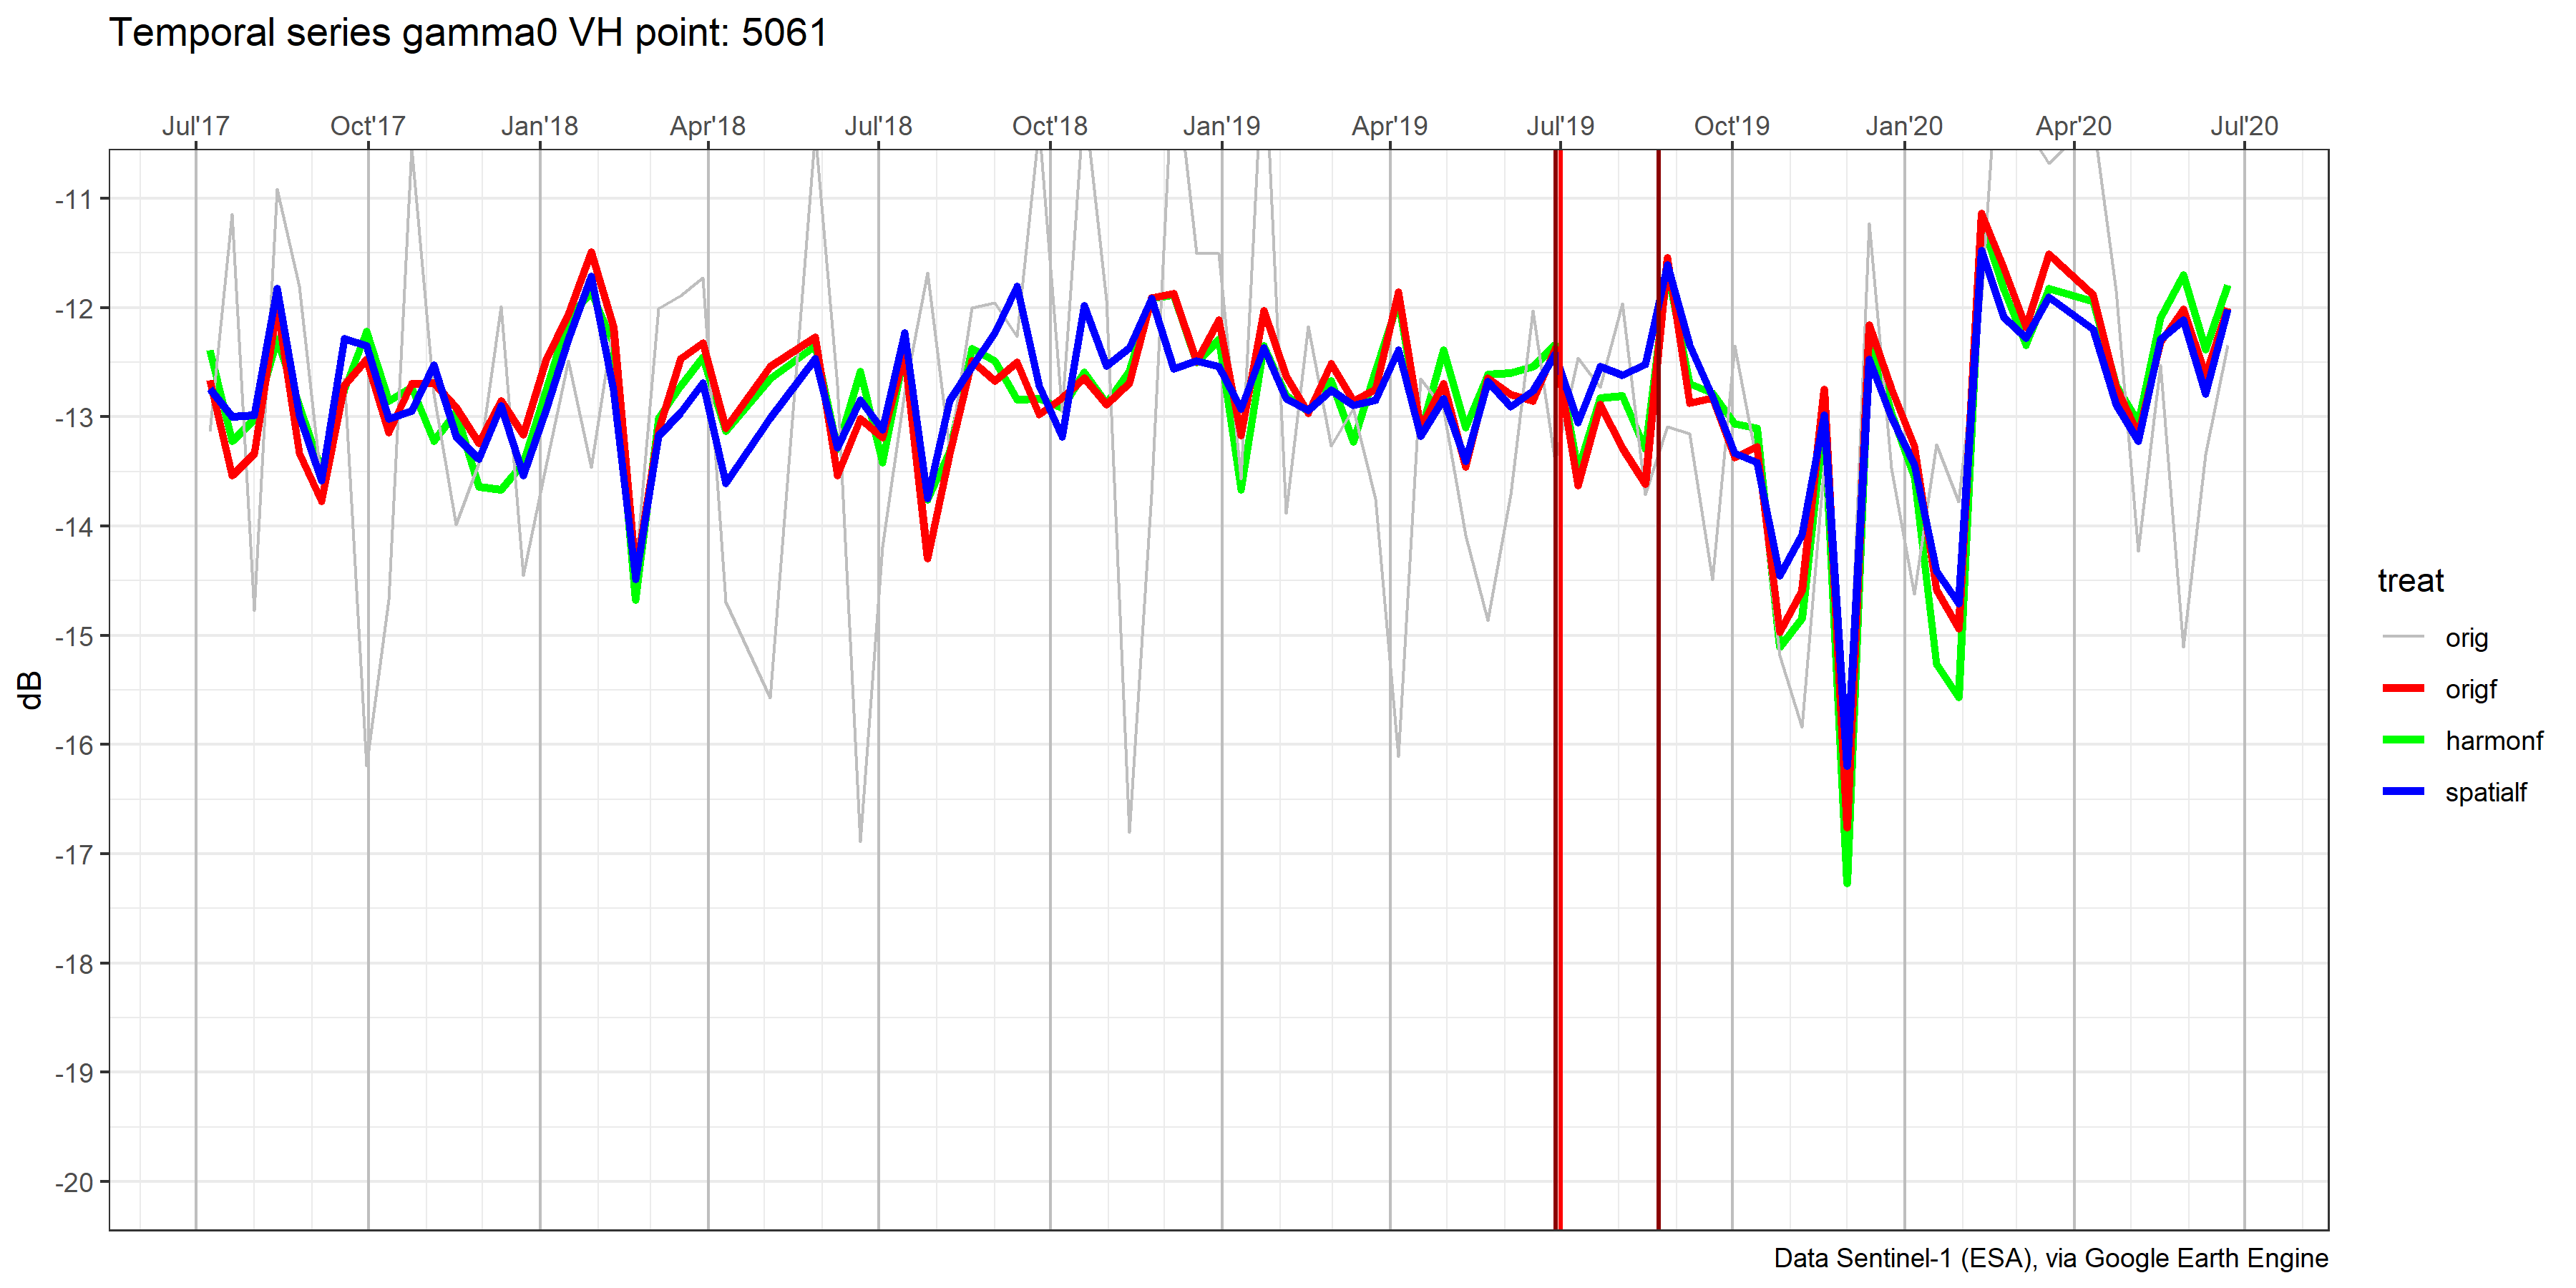 Temporal series gamma0 VH point: 5061
Jul'17 Oct'17 Jan'18 Apr'18 Jul'18 Oct'18 Jan'19 Apr'19 Jul'19 Oct'19 Jan'20 Apr'20 Jul'20
-11
-12
-13
-14
-15
-16
-17
-18
-19
-20
dB
treat
orig
origf
harmonf
spatialf
Data Sentinel-1 (ESA), via Google Earth Engine